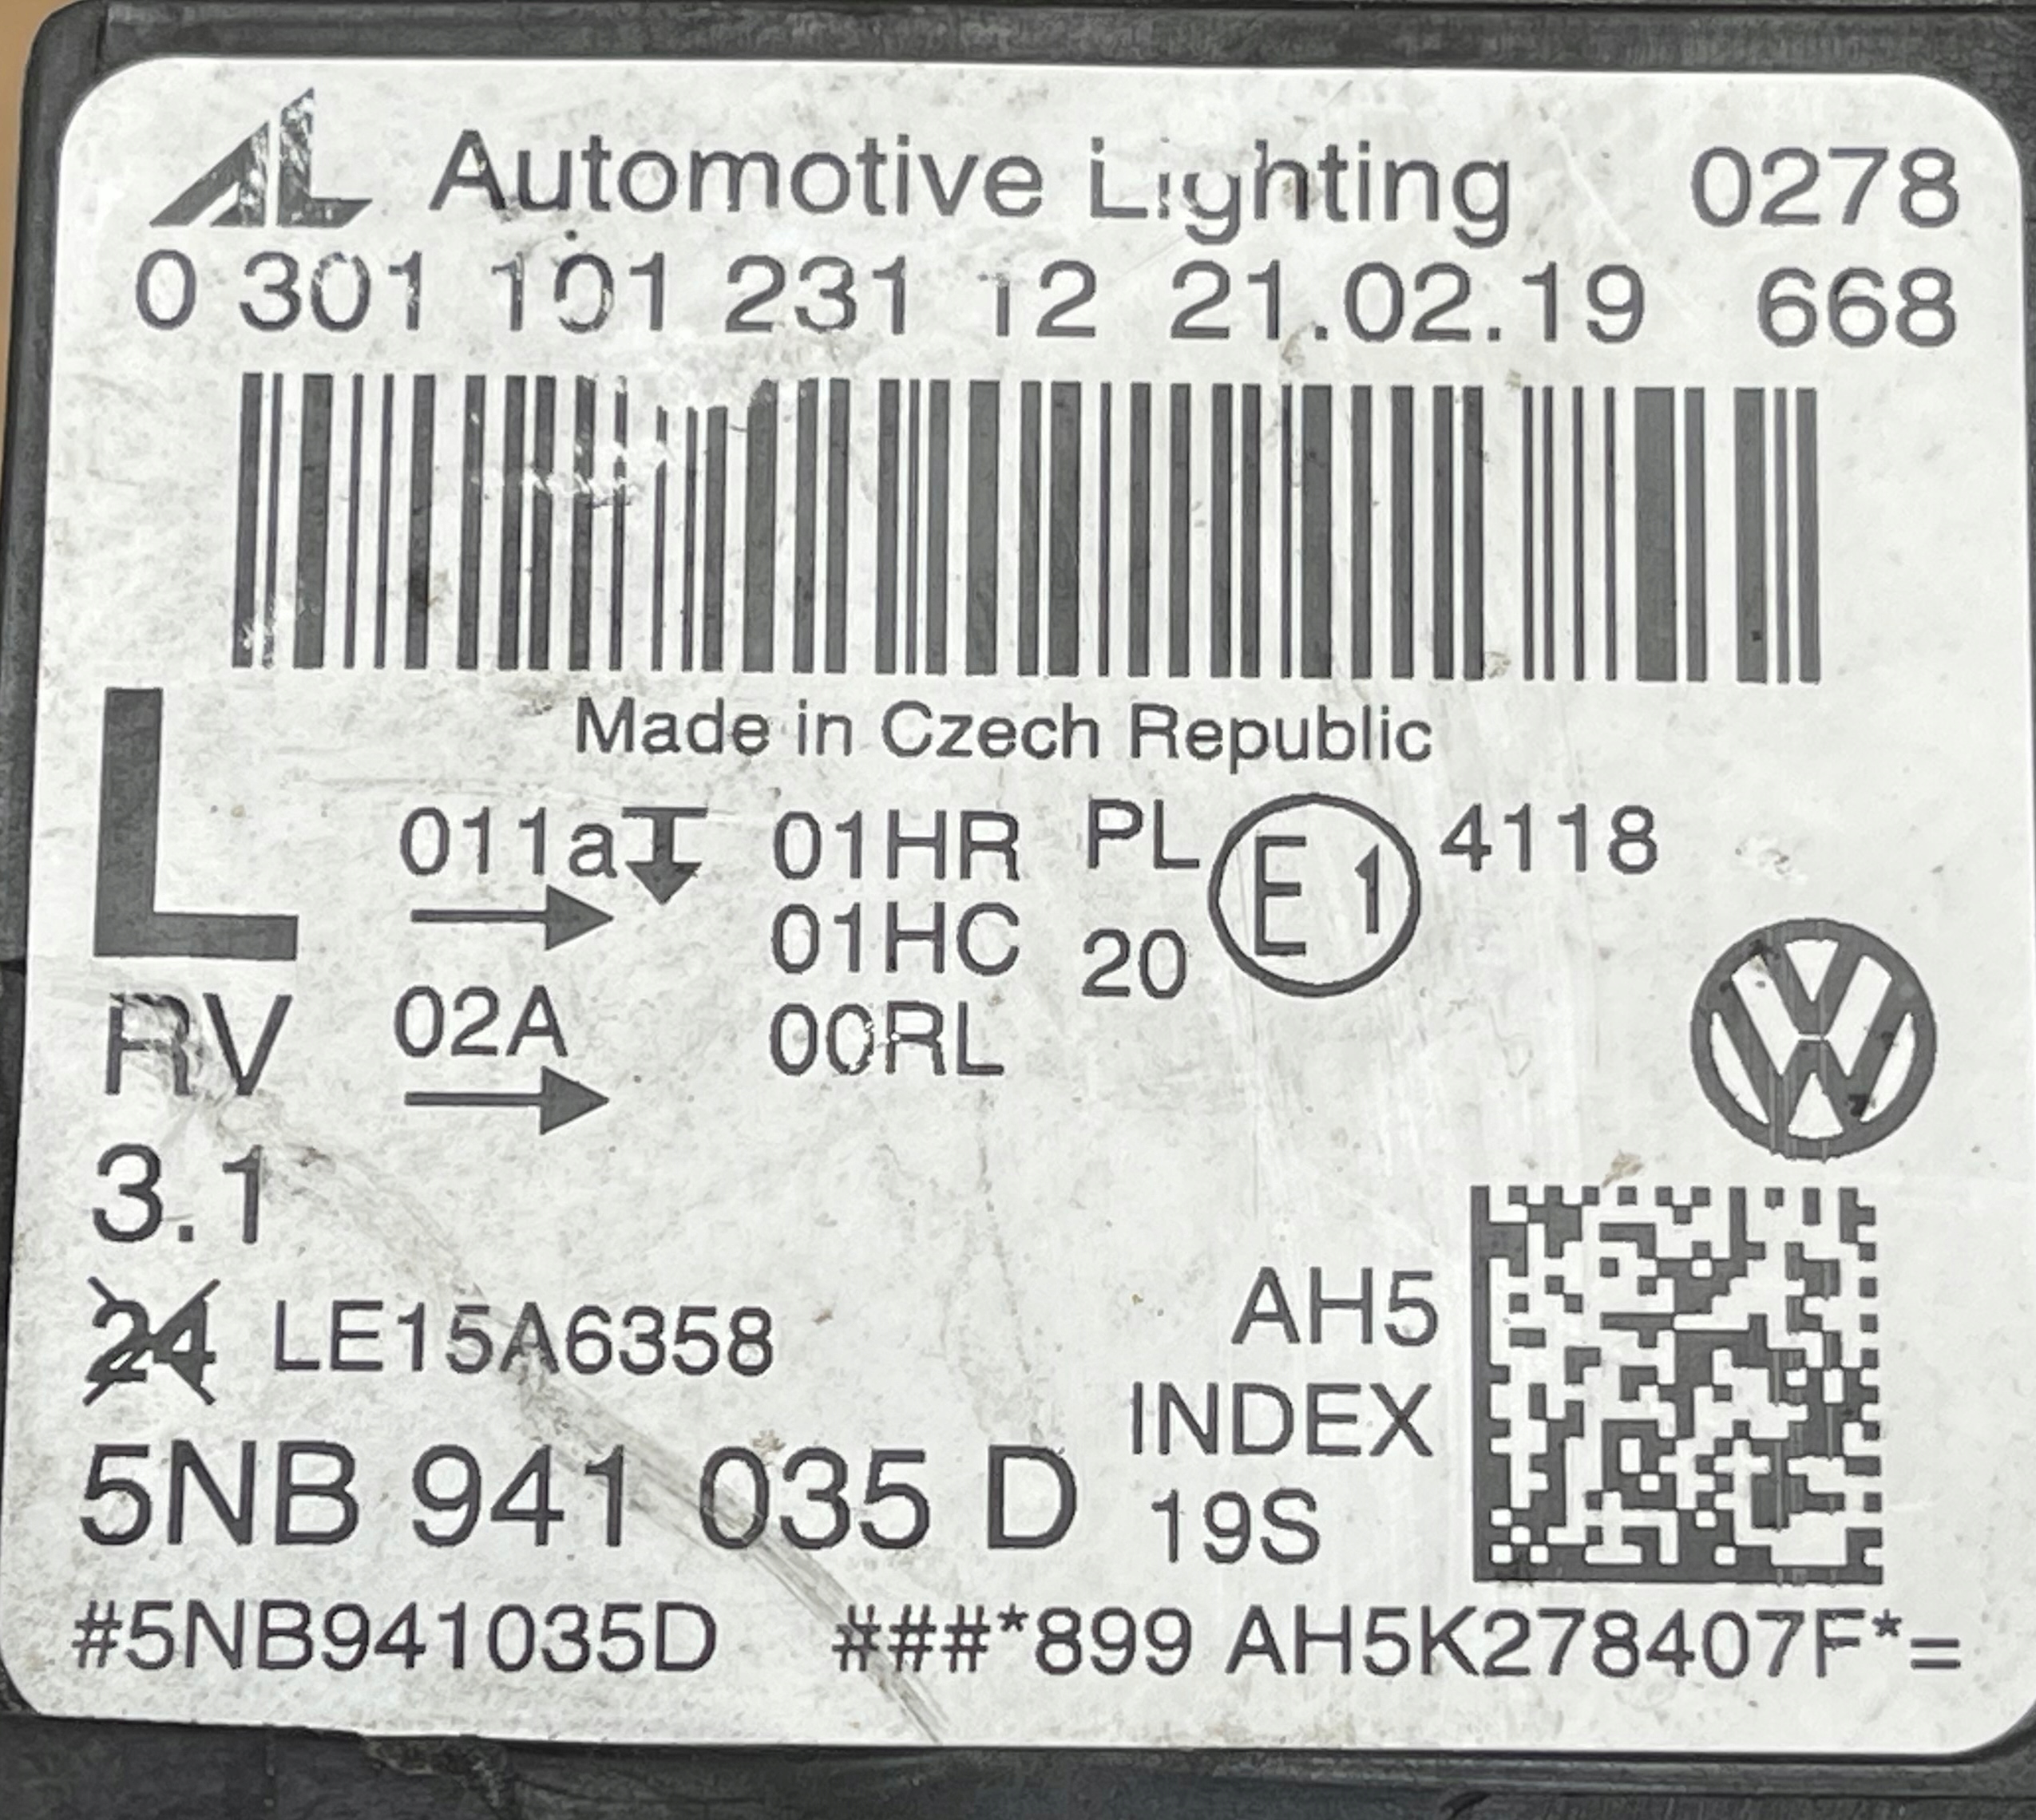 AL Automotive Lighting 0278
0 301 101 231 12 21.02.19 668
Made in Czech Republic
L 011a 01HR PL E1 4118
01HC 20
RV 02A 00RL
3.1
24 LE15A6358 AH5
INDEX
5NB 941 035 D 19S
#5NB941035D ###*899 AH5K278407F*=